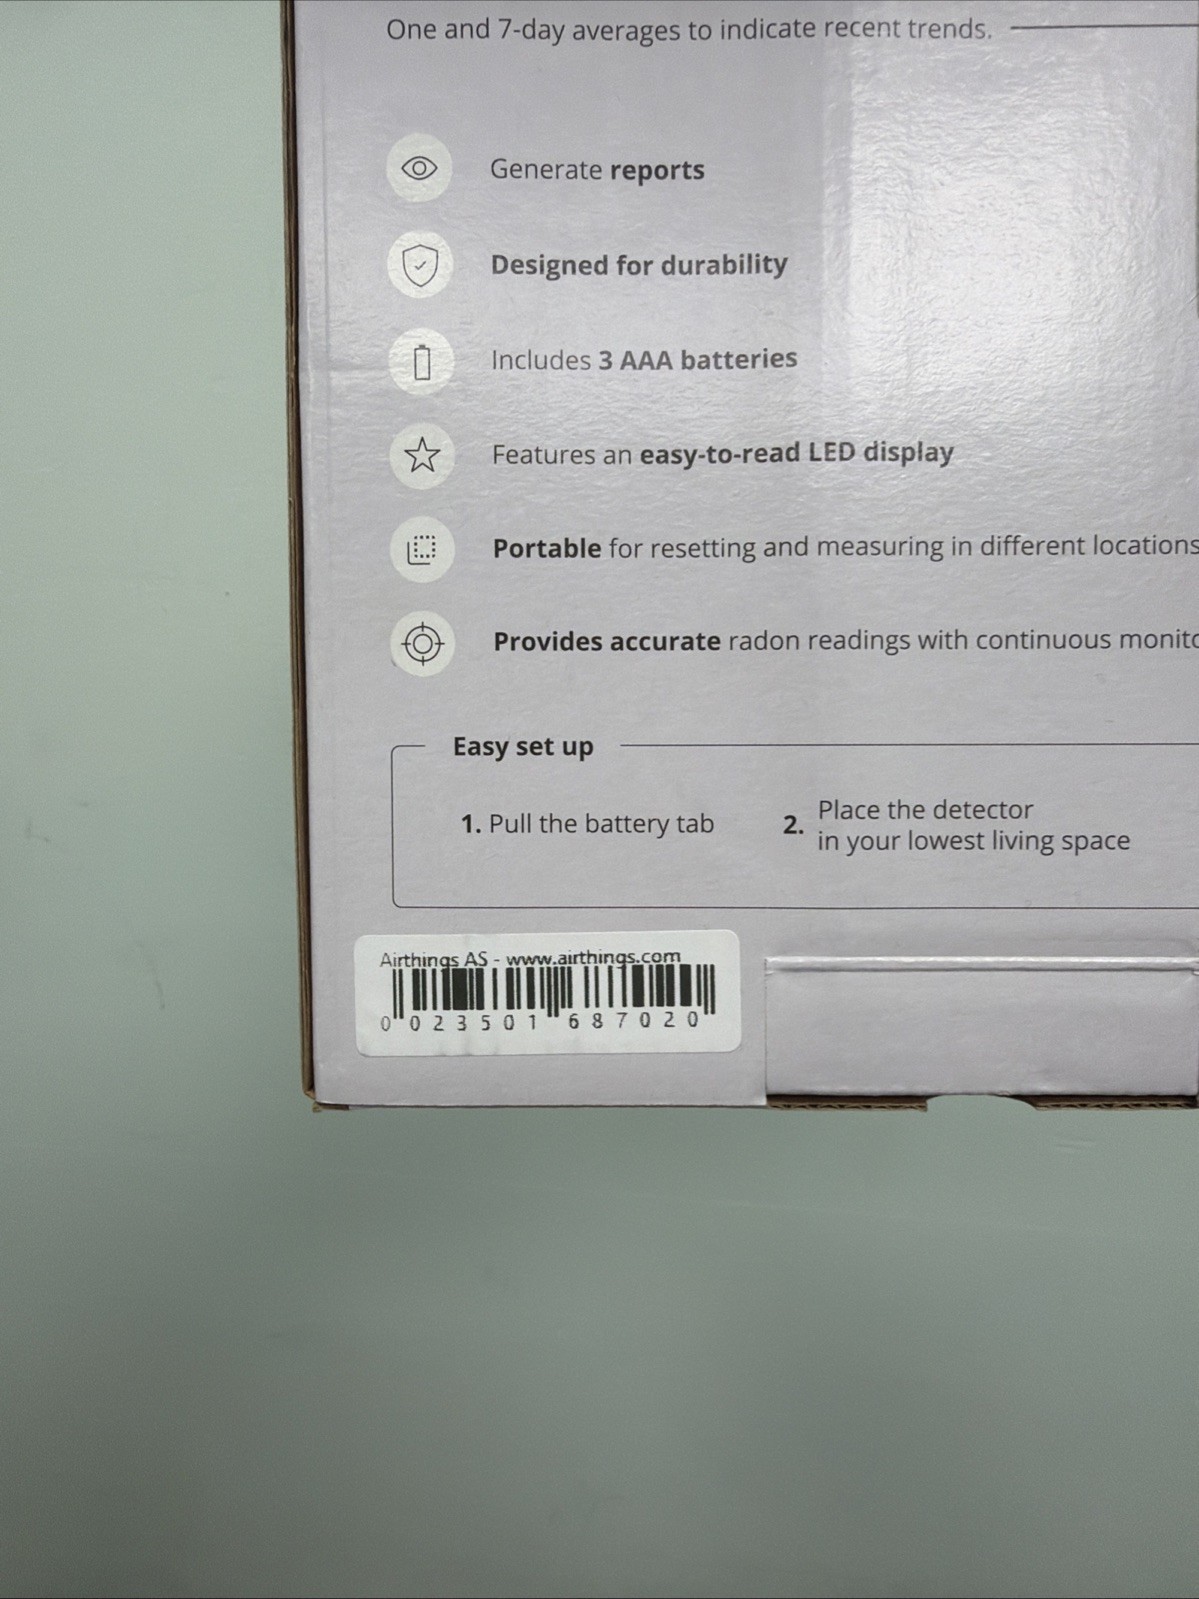 One and 7-day averages to indicate recent trends.
Generate reports
Designed for durability
Includes 3 AAA batteries
Features an easy-to-read LED display
Portable for resetting and measuring in different locations
Provides accurate radon readings with continuous
Easy set up
1. Pull the battery tab
2. Place the detector
in your lowest living space
Airthings AS - www.airthings.com
0 023501 687020